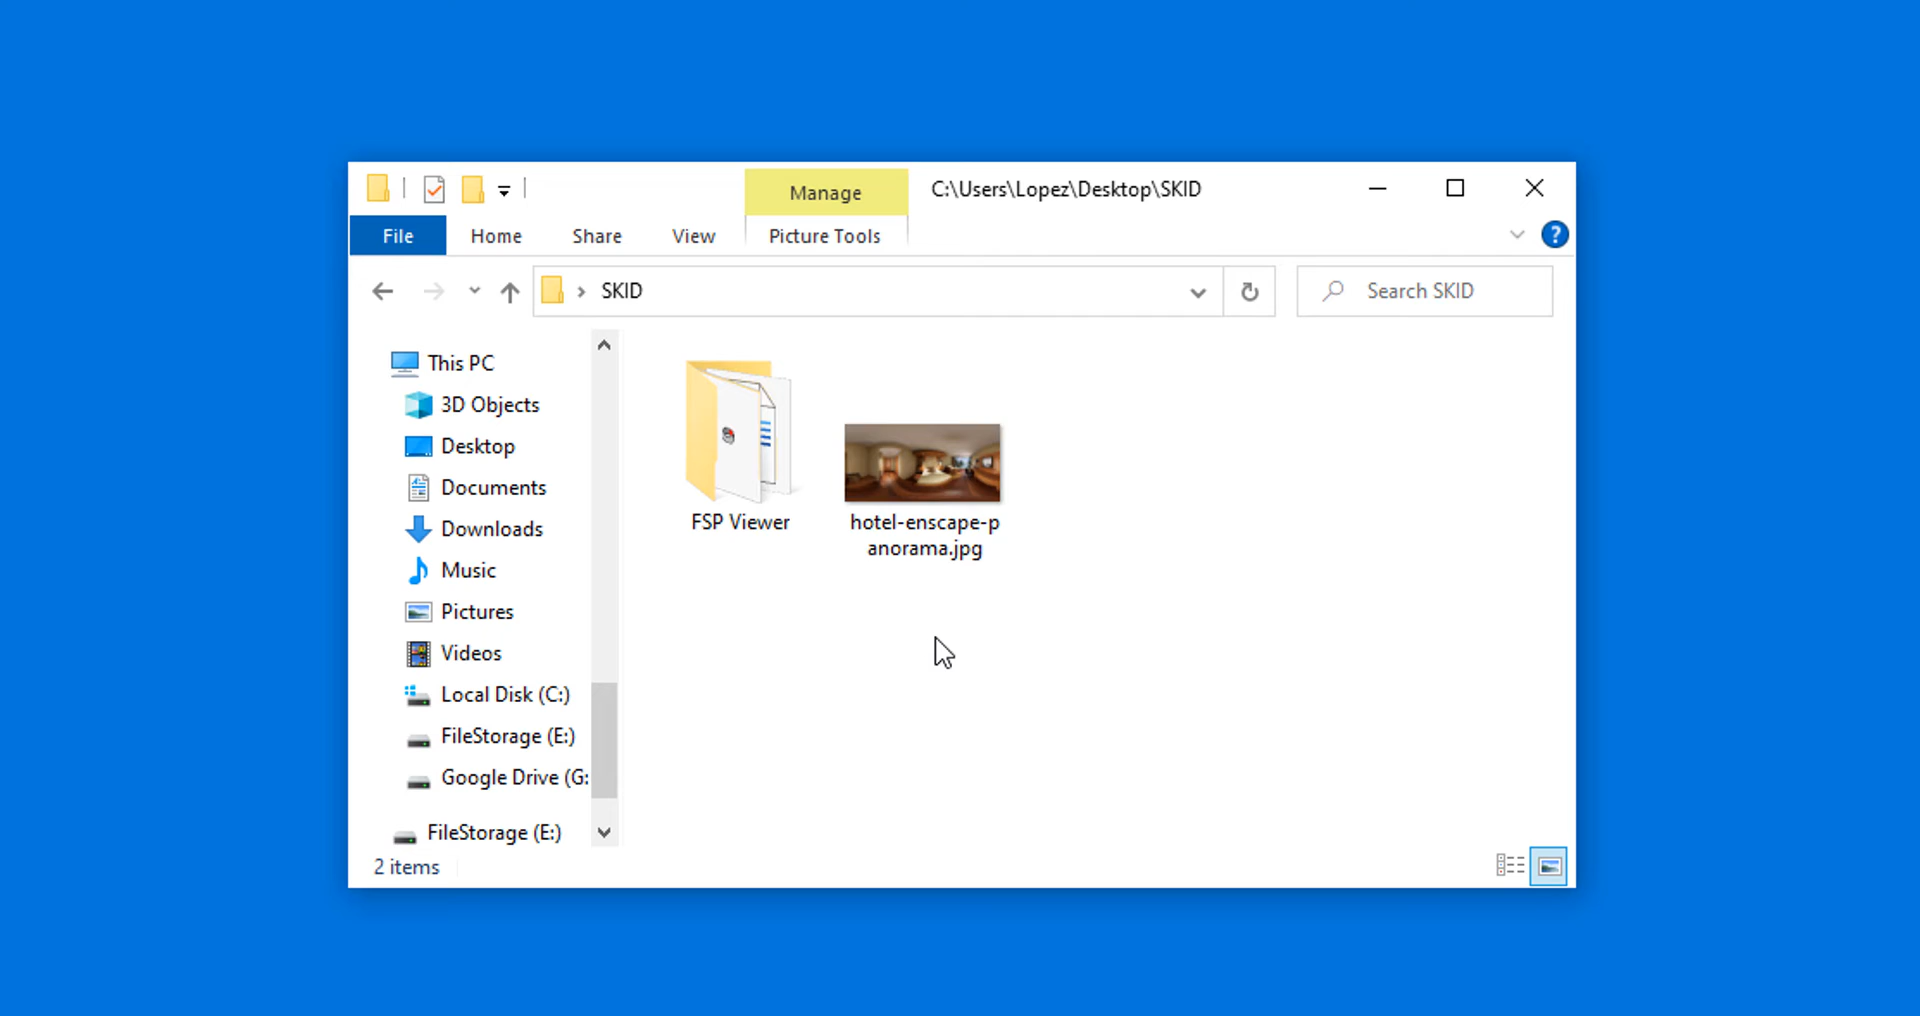 Manage
C:\Users\Lopez\Desktop\SKID
File
Home
Share
View
Picture Tools
?
SKID
Search SKID
This PC
3D Objects
Desktop
Documents
Downloads
Music
Pictures
Videos
Local Disk (C:)
FileStorage (E:)
Google Drive (G:
FileStorage (E:)
FSP Viewer
hotel-enscape-p
anorama.jpg
2 items